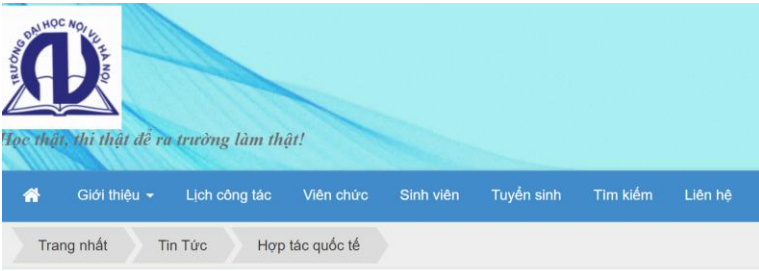 TRƯỜNG ĐẠI HỌC NỘI VỤ HÀ NỘI
Học thật, thi thật để ra trường làm thật!
Giới thiệu
Lịch công tác
Viên chức
Sinh viên
Tuyển sinh
Tìm kiếm
Liên hệ
Trang nhất
Tin Tức
Hợp tác quốc tế